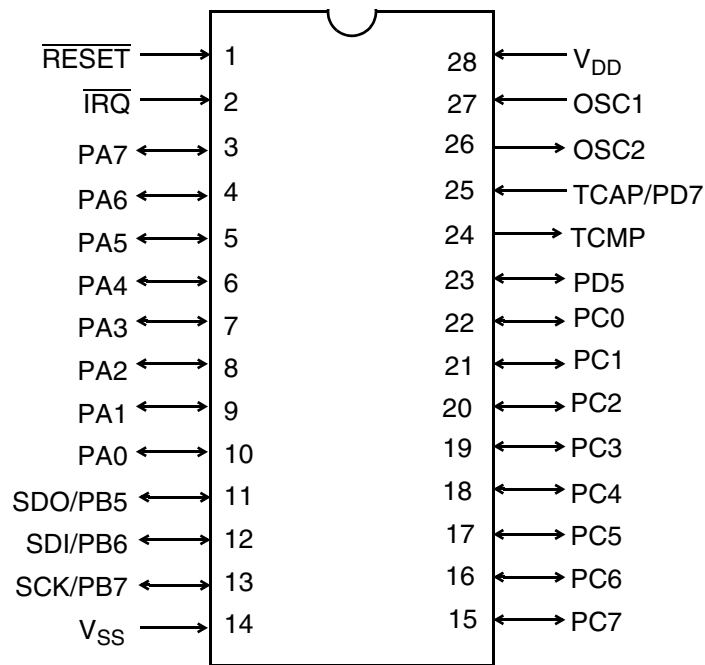 R̅E̅S̅E̅T̅ 1 28 VDD
I̅R̅Q̅ 2 27 OSC1
PA7 3 26 OSC2
PA6 4 25 TCAP/PD7
PA5 5 24 TCMP
PA4 6 23 PD5
PA3 7 22 PC0
PA2 8 21 PC1
PA1 9 20 PC2
PA0 10 19 PC3
SDO/PB5 11 18 PC4
SDI/PB6 12 17 PC5
SCK/PB7 13 16 PC6
VSS 14 15 PC7